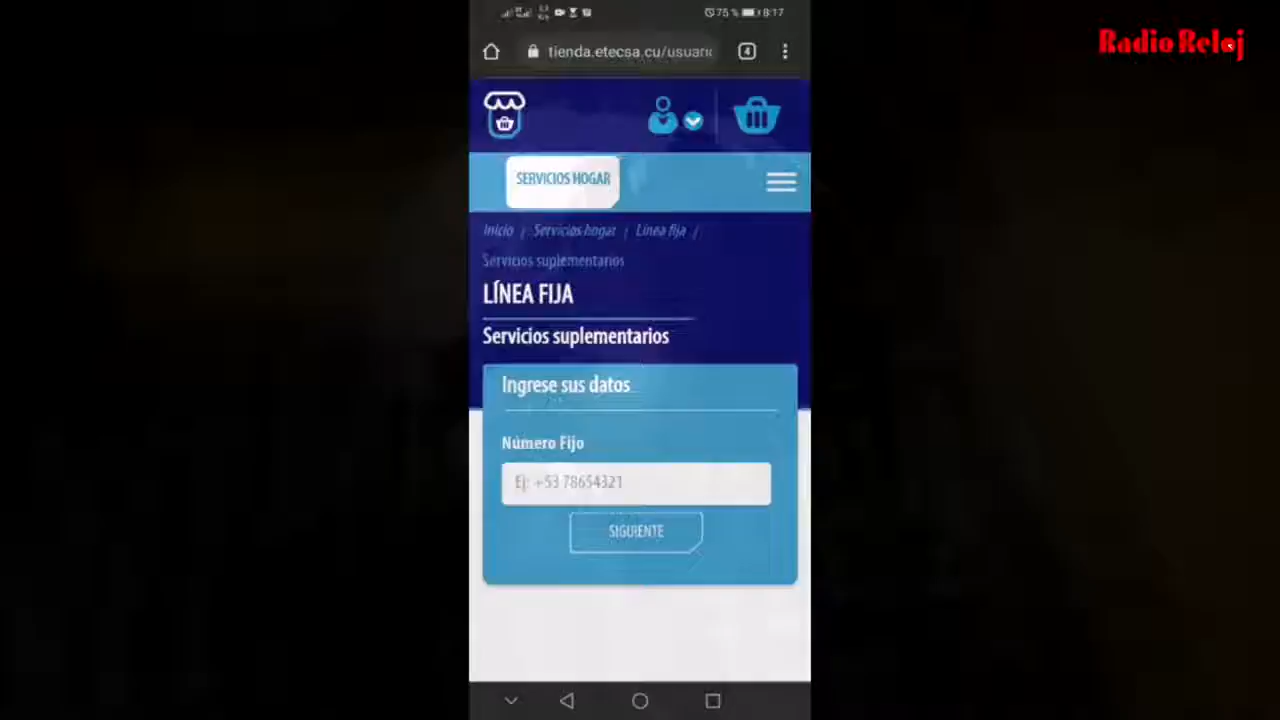 Radio Reloj
75 % 8:17
tienda.etecsa.cu/usuari
4
SERVICIOS HOGAR
Inicio / Servicios hogar / Línea fija /
Servicios suplementarios
LÍNEA FIJA
Servicios suplementarios
Ingrese sus datos
Número Fijo
Ej: +53 78654321
SIGUIENTE